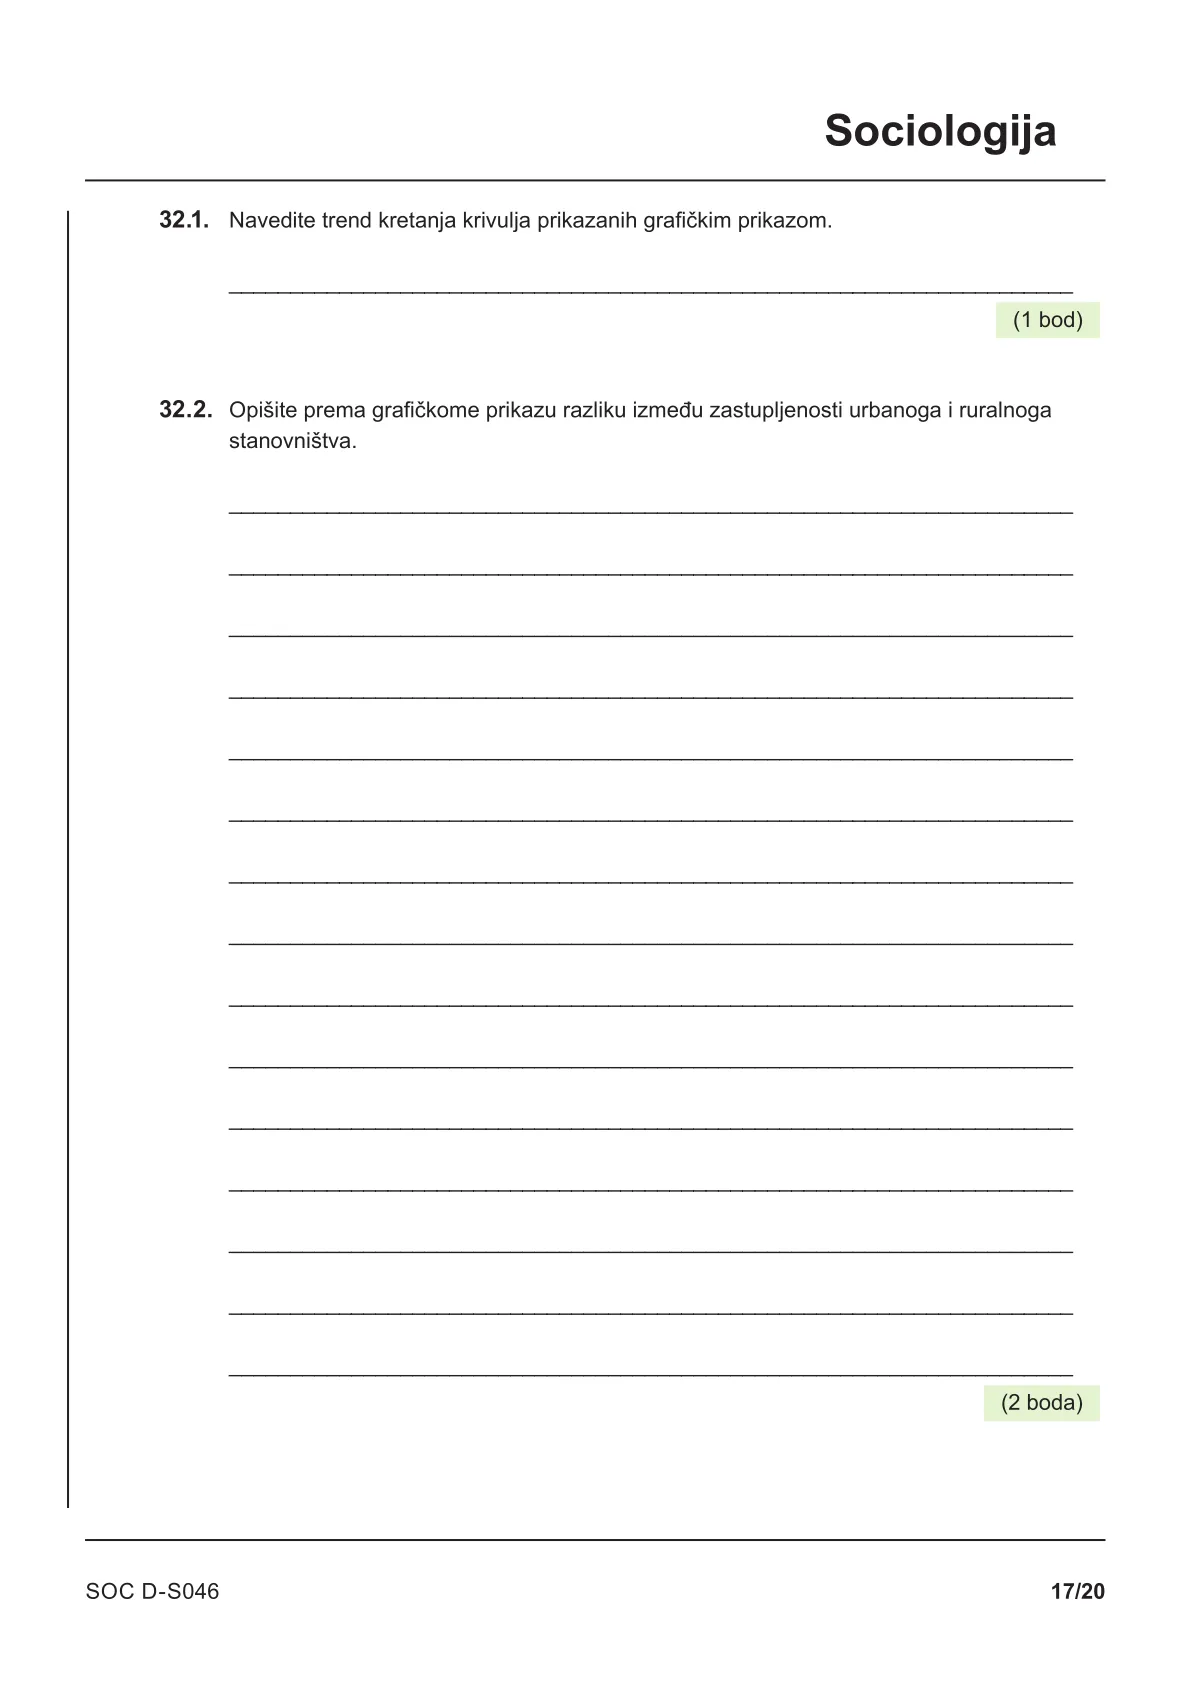 Sociologija
32.1. Navedite trend kretanja krivulja prikazanih grafičkim prikazom.
(1 bod)
32.2. Opišite prema grafičkome prikazu razliku između zastupljenosti urbanoga i ruralnoga
stanovništva.
(2 boda)
SOC D-S046
17/20